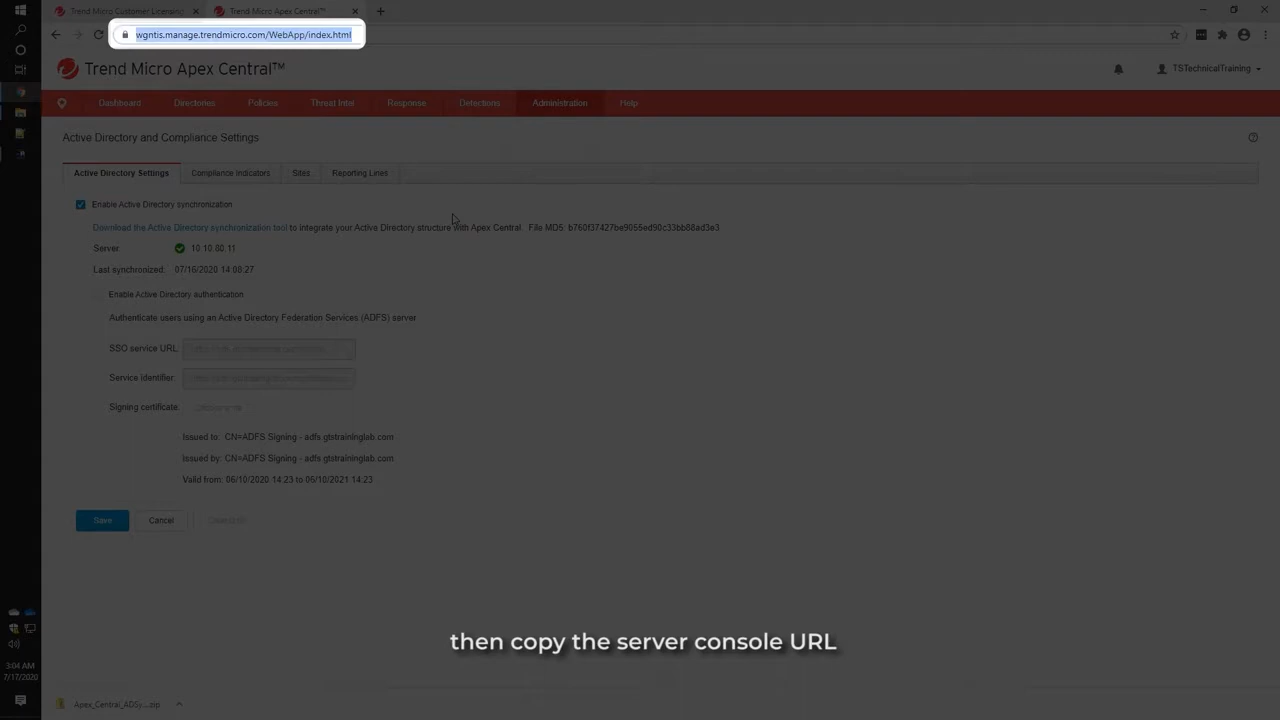 Trend Micro Customer Licensing
Trend Micro Apex Central™
wgntis.manage.trendmicro.com/WebApp/index.html
Trend Micro Apex Central™
TSTechnicalTraining
Dashboard
Directories
Policies
Threat Intel
Response
Detections
Administration
Help
Active Directory and Compliance Settings
Active Directory Settings
Compliance Indicators
Sites
Reporting Lines
Enable Active Directory synchronization
Download the Active Directory synchronization tool to integrate your Active Directory structure with Apex Central. File MD5: b760f37427be9055ed90c33bb88ad3e3
Server: 10.10.80.11
Last synchronized: 07/16/2020 14:08:27
Enable Active Directory authentication
Authenticate users using an Active Directory Federation Services (ADFS) server
SSO service URL:
Service identifier:
Signing certificate:
Issued to: CN=ADFS Signing - adfs.gtstraininglab.com
Issued by: CN=ADFS Signing - adfs.gtstraininglab.com
Valid from: 06/10/2020 14:23 to 06/10/2021 14:23
Save
Cancel
then copy the server console URL
3:04 AM
7/17/2020
Apex_Central_ADSy....zip